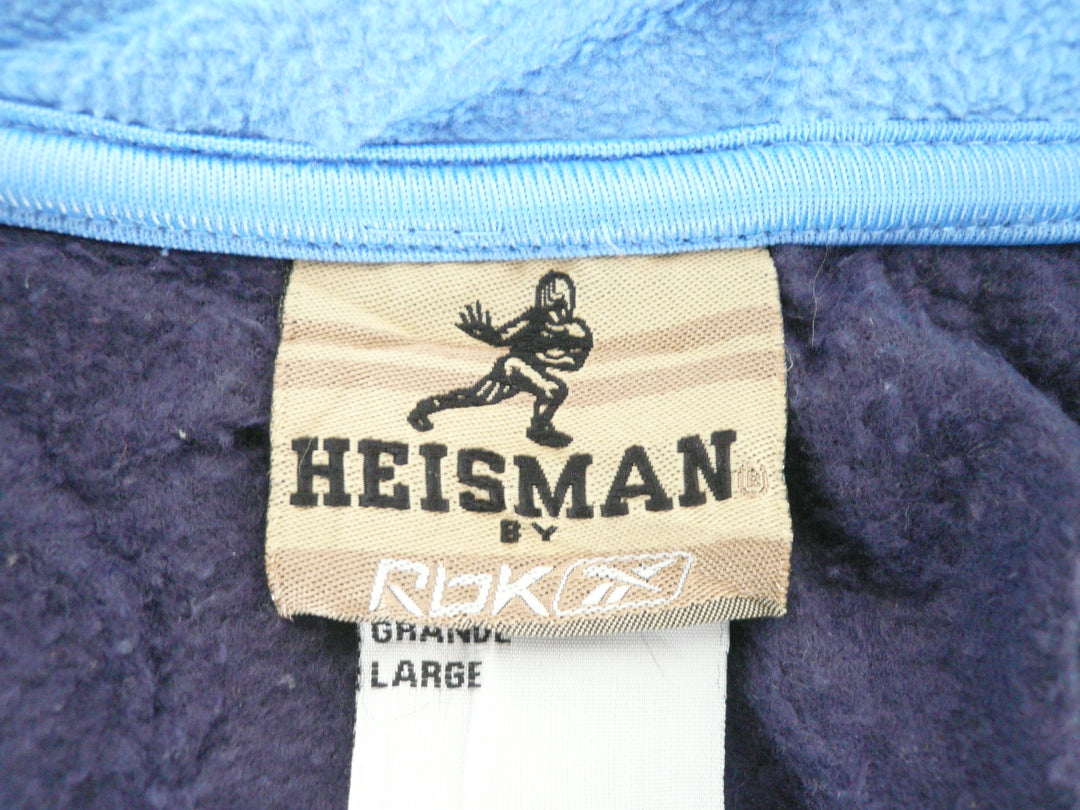 HEISMAN ®
BY
Rbk
GRANDE
LARGE